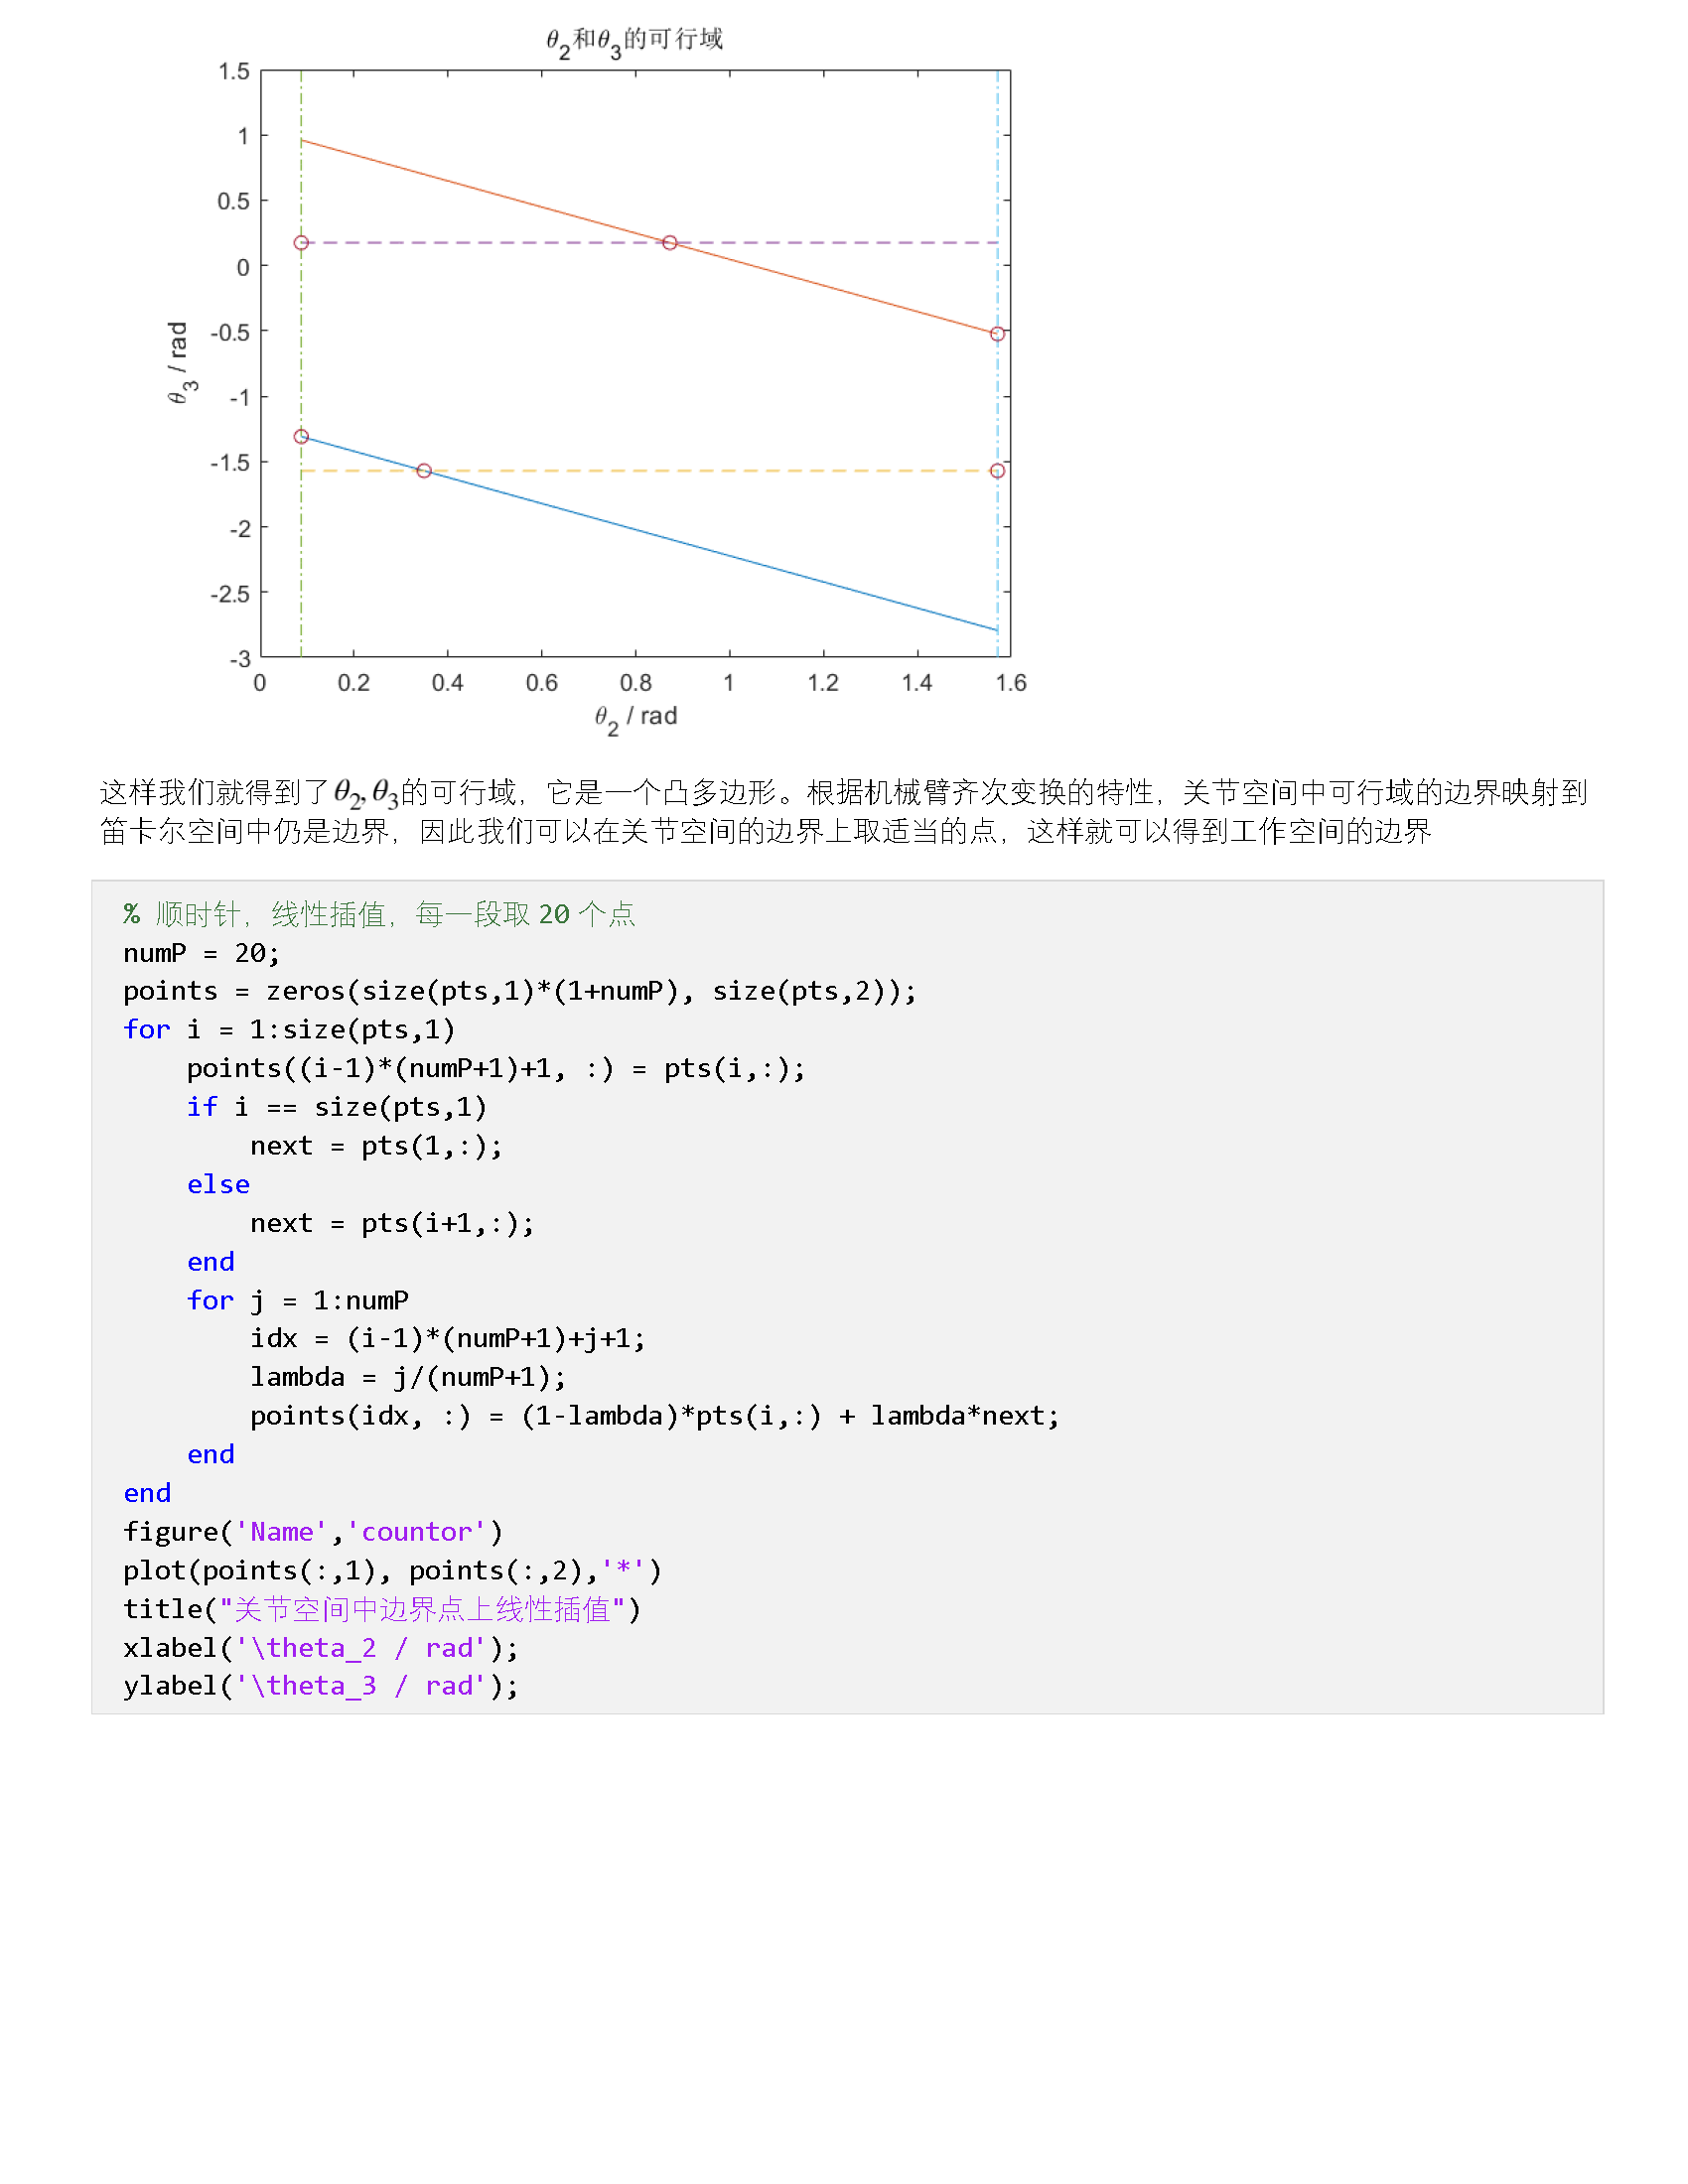 θ2和θ3的可行域
1.5
1
0.5
0
-0.5
-1
-1.5
-2
-2.5
-3
θ3 / rad
0 0.2 0.4 0.6 0.8 1 1.2 1.4 1.6
θ2 / rad
这样我们就得到了θ2,θ3的可行域，它是一个凸多边形。根据机械臂齐次变换的特性，关节空间中可行域的边界映射到
笛卡尔空间中仍是边界，因此我们可以在关节空间的边界上取适当的点，这样就可以得到工作空间的边界
% 顺时针，线性插值，每一段取 20 个点
numP = 20;
points = zeros(size(pts,1)*(1+numP), size(pts,2));
for i = 1:size(pts,1)
    points((i-1)*(numP+1)+1, :) = pts(i,:);
    if i == size(pts,1)
        next = pts(1,:);
    else
        next = pts(i+1,:);
    end
    for j = 1:numP
        idx = (i-1)*(numP+1)+j+1;
        lambda = j/(numP+1);
        points(idx, :) = (1-lambda)*pts(i,:) + lambda*next;
    end
end
figure('Name','countor')
plot(points(:,1), points(:,2),'*')
title("关节空间中边界点上线性插值")
xlabel('\theta_2 / rad');
ylabel('\theta_3 / rad');